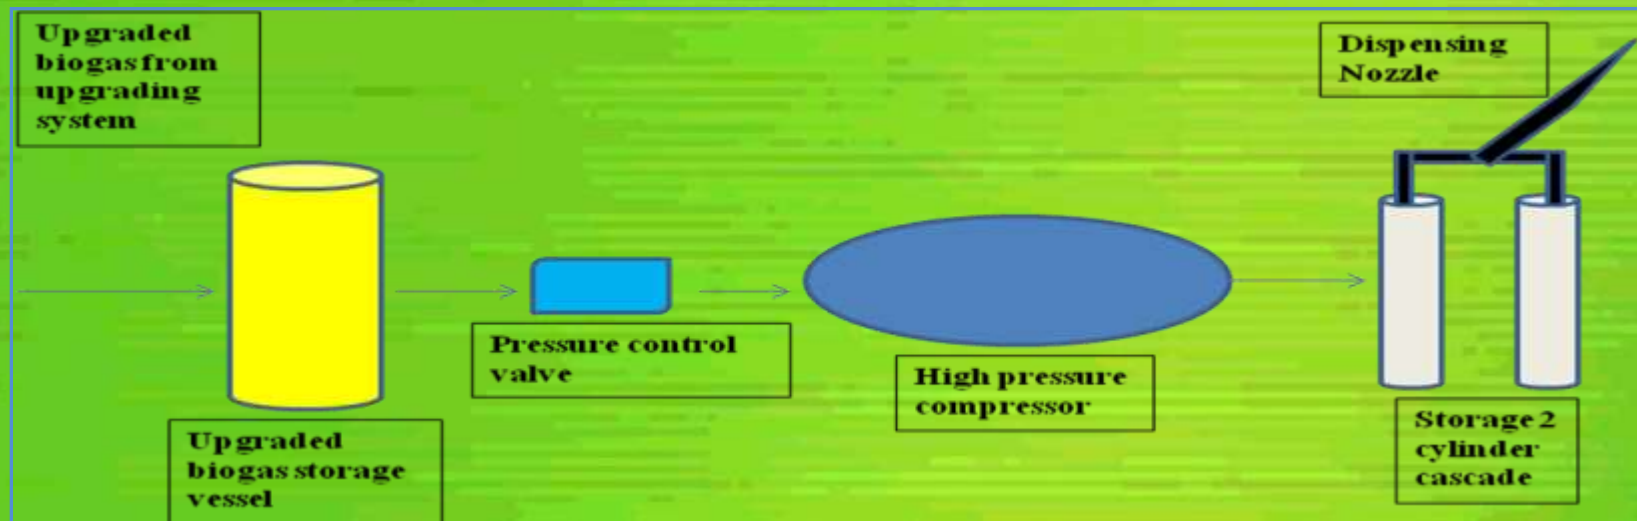 Upgraded
biogas from
upgrading
system
Dispensing
Nozzle
Pressure control
valve
High pressure
compressor
Upgraded
biogas storage
vessel
Storage 2
cylinder
cascade